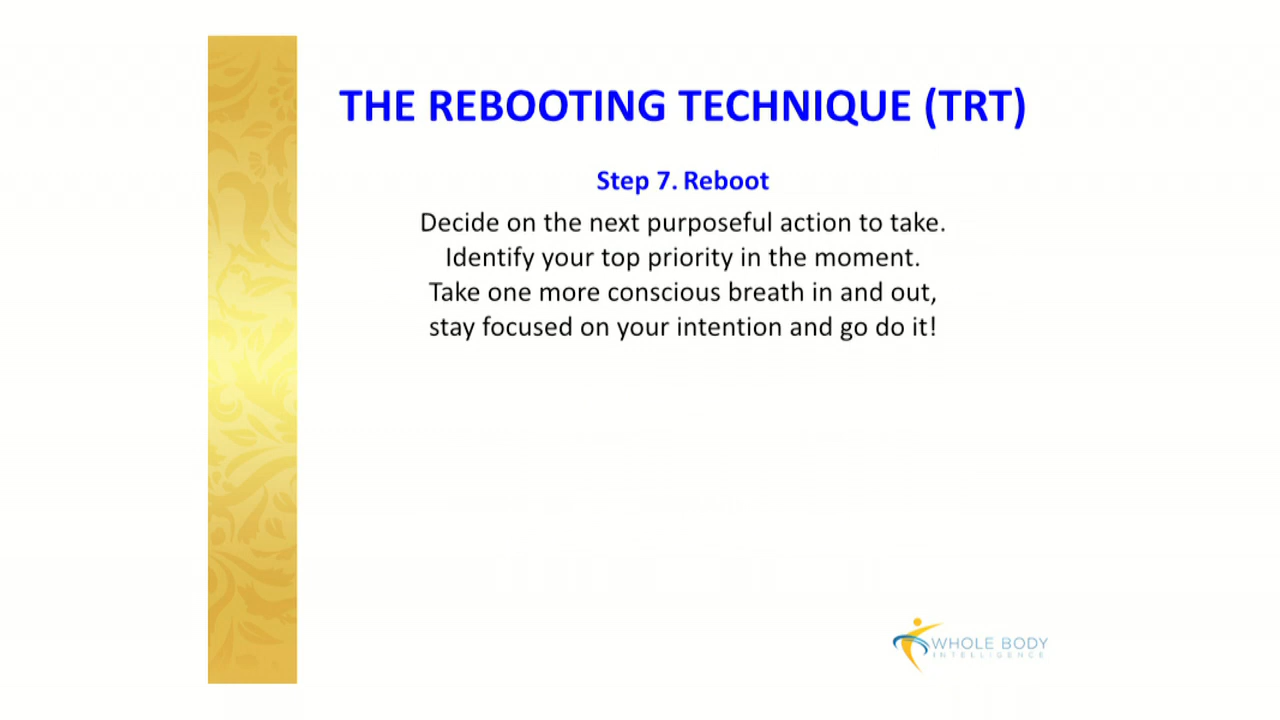 THE REBOOTING TECHNIQUE (TRT)
Step 7. Reboot
Decide on the next purposeful action to take.
Identify your top priority in the moment.
Take one more conscious breath in and out,
stay focused on your intention and go do it!
WHOLE BODY
INTELLIGENCE